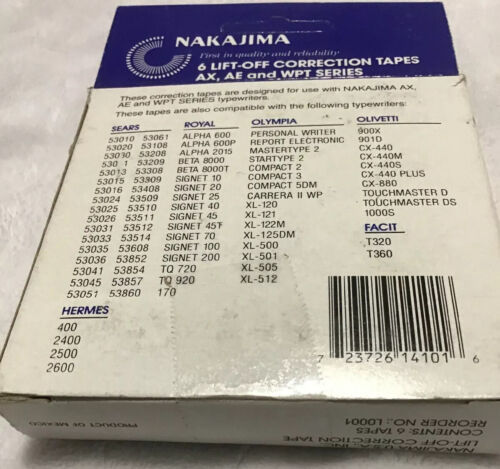 NAKAJIMA
First in quality and reliability
6 LIFT-OFF CORRECTION TAPES
AX, AE and WPT SERIES
These correction tapes are designed for use with NAKAJIMA AX,
AE and WPT SERIES typewriters.
These tapes are also compatible with the following typewriters:
SEARS
53010 53061
53020 53108
53030 53208
53209
53013 53308
53015 53309
53016 53408
53024 53509
53025 53510
53026 53511
53031 53512
53033 53514
53035 53608
53036 53852
53041 53854
53045 53857
53051 53860
ROYAL
ALPHA 600
ALPHA 600P
ALPHA 2015
BETA 8000
BETA 8000T
SIGNET 10
SIGNET 20
SIGNET 25
SIGNET 40
SIGNET 45
SIGNET 45T
SIGNET 70
SIGNET 100
SIGNET 200
TQ 720
TQ 920
170
OLYMPIA
PERSONAL WRITER
REPORT ELECTRONIC
MASTERTYPE 2
STARTYPE 2
COMPACT 2
COMPACT 3
COMPACT 5DM
CARRERA II WP
XL-120
XL-121
XL-122M
XL-125DM
XL-500
XL-501
XL-505
XL-512
OLIVETTI
900X
901D
CX-440
CX-440M
CX-440S
CX-440 PLUS
CX-880
TOUCHMASTER D
TOUCHMASTER DS
1000S
FACIT
T320
T360
HERMES
400
2400
2500
2600
7 23726 14101 6
NAKAJIMA U.S.A., INC.
LIFT-OFF CORRECTION TAPE
CONTENTS: 6 TAPES
REORDER NO.: L0001
PRODUCT OF MEXICO